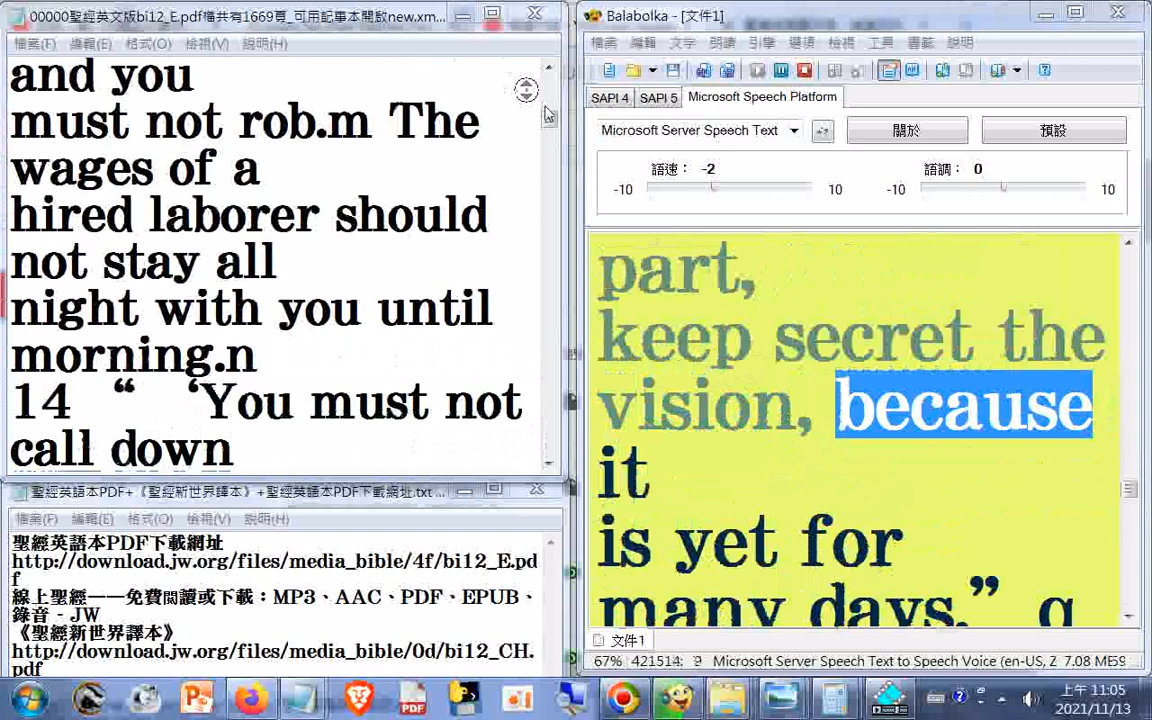 00000聖經英文版bi12_E.pdf檔共有1669頁_可用記事本開啟new.xm...
檔案(F) 編輯(E) 格式(O) 檢視(V) 說明(H)
and you
must not rob.m The
wages of a
hired laborer should
not stay all
night with you until
morning.n
14 “ ‘You must not
call down
聖經英語本PDF+《聖經新世界譯本》+聖經英語本PDF下載網址.txt ...
檔案(F) 編輯(E) 格式(O) 檢視(V) 說明(H)
聖經英語本PDF下載網址
http://download.jw.org/files/media_bible/4f/bi12_E.pd
f
線上聖經——免費閱讀或下載：MP3、AAC、PDF、EPUB、
錄音 - JW
《聖經新世界譯本》
http://download.jw.org/files/media_bible/0d/bi12_CH.
pdf
Balabolka - [文件1]
檔案 編輯 文字 朗讀 引擎 選項 檢視 工具 書籤 說明
SAPI 4 SAPI 5 Microsoft Speech Platform
Microsoft Server Speech Text 關於 預設
語速： -2 語調： 0
-10 10 -10 10
part,
keep secret the
vision, because
it
is yet for
many days.” q
文件1
67% 421514: 9 Microsoft Server Speech Text to Speech Voice (en-US, Z 7.08 ME59
PDF
上午 11:05
2021/11/13